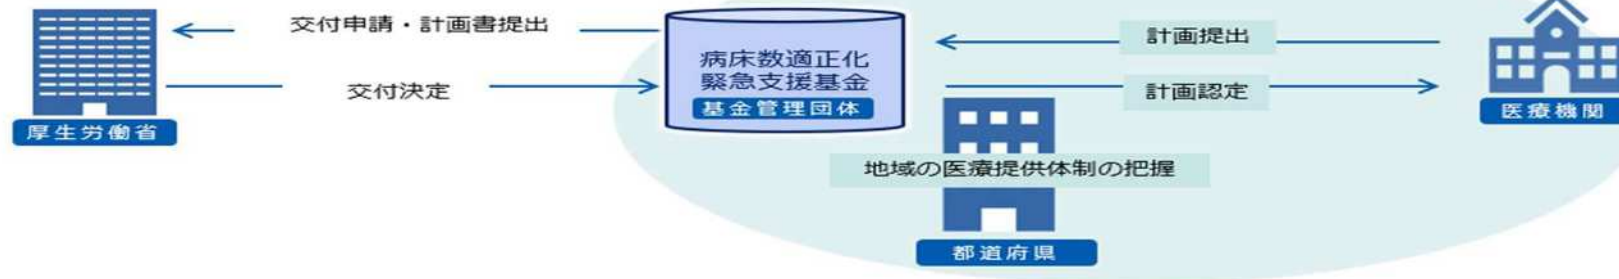 交付申請・計画書提出
交付決定
厚生労働省
病床数適正化
緊急支援基金
基金管理団体
計画提出
計画認定
医療機関
地域の医療提供体制の把握
都道府県